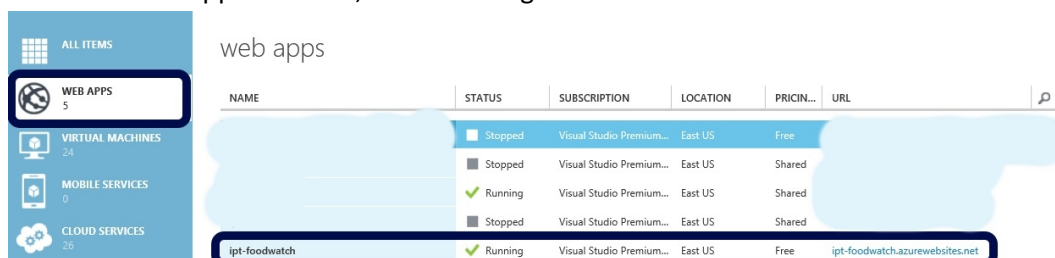 ALL ITEMS
WEB APPS
5
VIRTUAL MACHINES
24
MOBILE SERVICES
0
CLOUD SERVICES
26
web apps
NAME STATUS SUBSCRIPTION LOCATION PRICIN... URL
Stopped Visual Studio Premium... East US Free
Stopped Visual Studio Premium... East US Shared
Running Visual Studio Premium... East US Shared
Stopped Visual Studio Premium... East US Shared
ipt-foodwatch Running Visual Studio Premium... East US Free ipt-foodwatch.azurewebsites.net